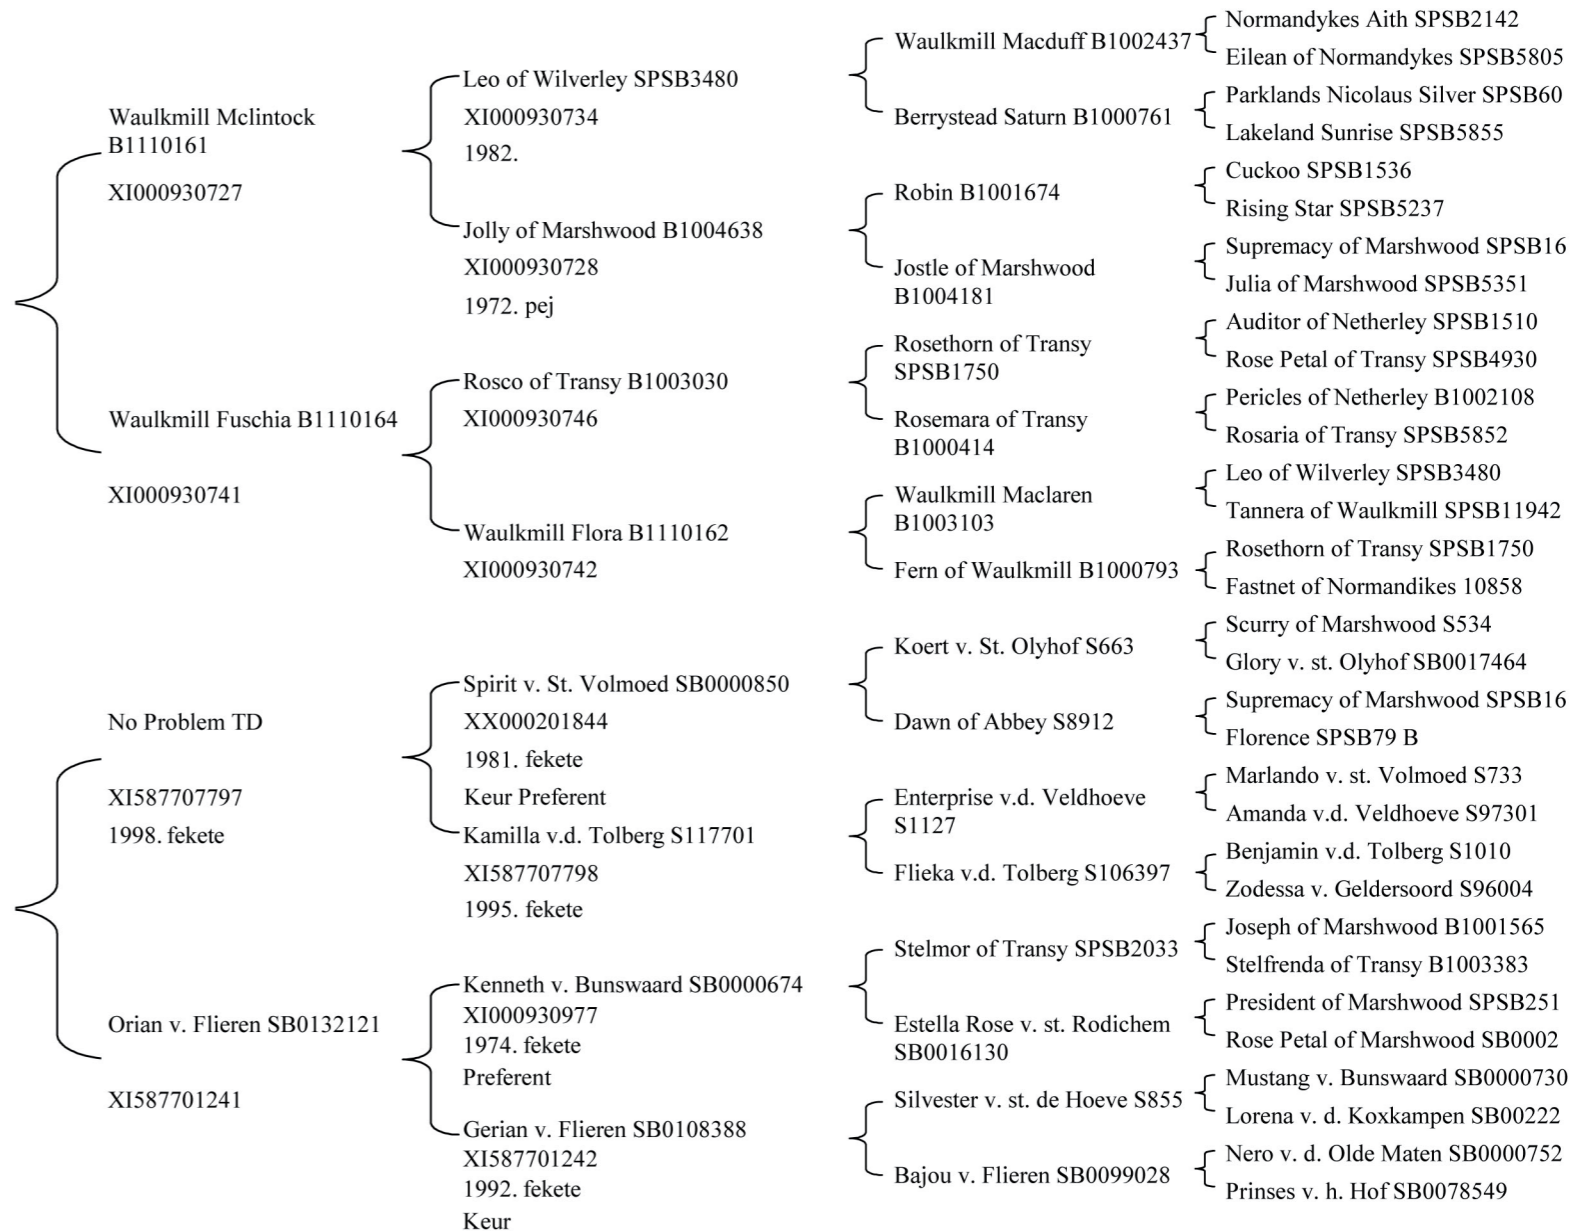 Waulkmill Mclintock
B1110161
XI000930727
Waulkmill Fuschia B1110164
XI000930741
No Problem TD
XI587707797
1998. fekete
Orian v. Flieren SB0132121
XI587701241
Leo of Wilverley SPSB3480
XI000930734
1982.
Jolly of Marshwood B1004638
XI000930728
1972. pej
Rosco of Transy B1003030
XI000930746
Waulkmill Flora B1110162
XI000930742
Spirit v. St. Volmoed SB0000850
XX000201844
1981. fekete
Keur Preferent
Kamilla v.d. Tolberg S117701
XI587707798
1995. fekete
Kenneth v. Bunswaard SB0000674
XI000930977
1974. fekete
Preferent
Gerian v. Flieren SB0108388
XI587701242
1992. fekete
Keur
Waulkmill Macduff B1002437
Berrystead Saturn B1000761
Robin B1001674
Jostle of Marshwood
B1004181
Rosethorn of Transy
SPSB1750
Rosemara of Transy
B1000414
Waulkmill Maclaren
B1003103
Fern of Waulkmill B1000793
Koert v. St. Olyhof S663
Dawn of Abbey S8912
Enterprise v.d. Veldhoeve
S1127
Flieka v.d. Tolberg S106397
Stelmor of Transy SPSB2033
Estella Rose v. st. Rodichem
SB0016130
Silvester v. st. de Hoeve S855
Bajou v. Flieren SB0099028
Normandykes Aith SPSB2142
Eilean of Normandykes SPSB5805
Parklands Nicolaus Silver SPSB60
Lakeland Sunrise SPSB5855
Cuckoo SPSB1536
Rising Star SPSB5237
Supremacy of Marshwood SPSB16
Julia of Marshwood SPSB5351
Auditor of Netherley SPSB1510
Rose Petal of Transy SPSB4930
Pericles of Netherley B1002108
Rosaria of Transy SPSB5852
Leo of Wilverley SPSB3480
Tannera of Waulkmill SPSB11942
Rosethorn of Transy SPSB1750
Fastnet of Normandikes 10858
Scurry of Marshwood S534
Glory v. st. Olyhof SB0017464
Supremacy of Marshwood SPSB16
Florence SPSB79 B
Marlando v. st. Volmoed S733
Amanda v.d. Veldhoeve S97301
Benjamin v.d. Tolberg S1010
Zodessa v. Geldersoord S96004
Joseph of Marshwood B1001565
Stelfrenda of Transy B1003383
President of Marshwood SPSB251
Rose Petal of Marshwood SB0002
Mustang v. Bunswaard SB0000730
Lorena v. d. Koxkampen SB00222
Nero v. d. Olde Maten SB0000752
Prinses v. h. Hof SB0078549